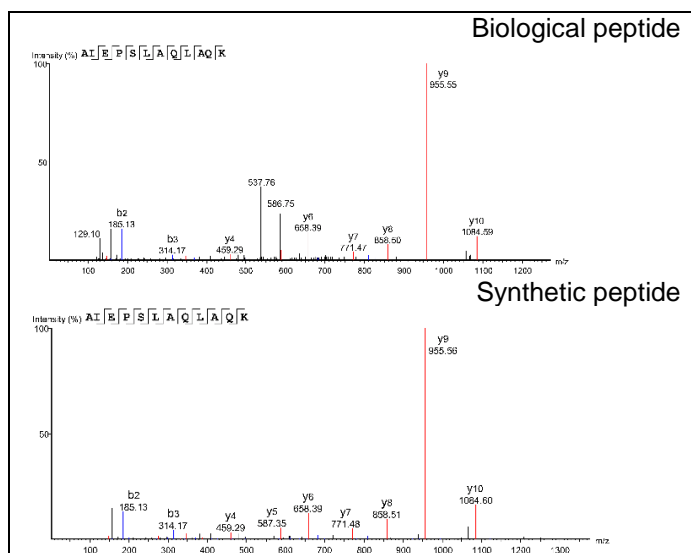 Biological peptide
Intensity (%) A I E P S L A Q L A Q K
100
y9
955.55
50
537.76
586.75
b2
185.13
129.10
b3
314.17
y4
459.29
y6
658.39
y7
771.47
y8
858.50
y10
1084.59
100 200 300 400 500 600 700 800 900 1000 1100 1200 m/z
Synthetic peptide
Intensity (%) A I E P S L A Q L A Q K
100
y9
955.56
50
b2
185.13
b3
314.17
y4
459.29
y5
587.35
y6
658.39
y7
771.48
y8
858.51
y10
1084.60
100 200 300 400 500 600 700 800 900 1000 1100 1200 1300 m/z